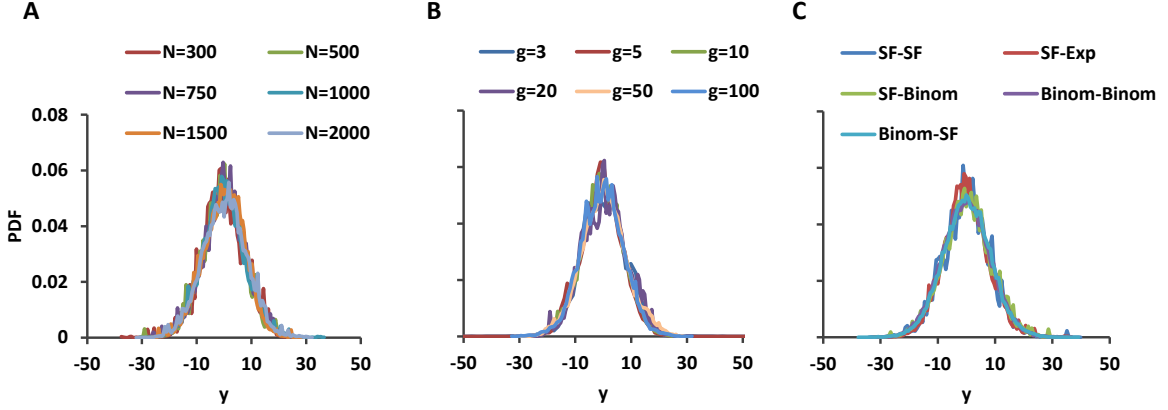 A B C
N=300 N=500 g=3 g=5 g=10 SF-SF SF-Exp
N=750 N=1000 g=20 g=50 g=100 SF-Binom Binom-Binom
N=1500 N=2000 Binom-SF
0.08
0.06
0.04
0.02
0
PDF
-50 -30 -10 10 30 50 -50 -30 -10 10 30 50 -50 -30 -10 10 30 50
y y y